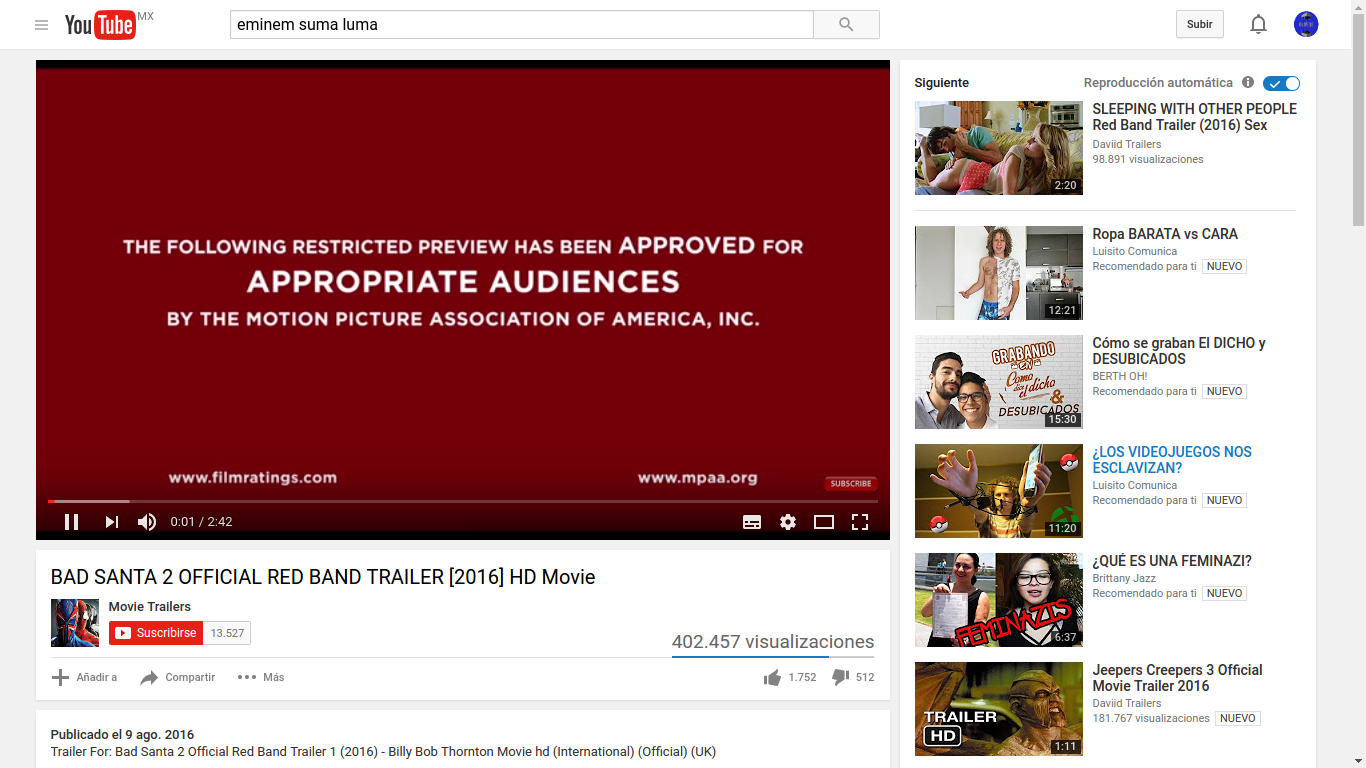 YouTube MX
eminem suma luma
Subir
THE FOLLOWING RESTRICTED PREVIEW HAS BEEN APPROVED FOR
APPROPRIATE AUDIENCES
BY THE MOTION PICTURE ASSOCIATION OF AMERICA, INC.
www.filmratings.com
www.mpaa.org
SUBSCRIBE
0:01 / 2:42
BAD SANTA 2 OFFICIAL RED BAND TRAILER [2016] HD Movie
Movie Trailers
Suscribirse 13.527
402.457 visualizaciones
Añadir a
Compartir
Más
1.752
512
Publicado el 9 ago. 2016
Trailer For: Bad Santa 2 Official Red Band Trailer 1 (2016) - Billy Bob Thornton Movie hd (International) (Official) (UK)
Siguiente
Reproducción automática
2:20
SLEEPING WITH OTHER PEOPLE
Red Band Trailer (2016) Sex
Daviid Trailers
98.891 visualizaciones
12:21
Ropa BARATA vs CARA
Luisito Comunica
Recomendado para ti NUEVO
GRABANDO
EN
Como
dice
el dicho
&
DESUBICADOS
15:30
Cómo se graban El DICHO y
DESUBICADOS
BERTH OH!
Recomendado para ti NUEVO
11:20
¿LOS VIDEOJUEGOS NOS
ESCLAVIZAN?
Luisito Comunica
Recomendado para ti NUEVO
FEMINAZIS
6:37
¿QUÉ ES UNA FEMINAZI?
Brittany Jazz
Recomendado para ti NUEVO
TRAILER
HD
1:11
Jeepers Creepers 3 Official
Movie Trailer 2016
Daviid Trailers
181.767 visualizaciones NUEVO